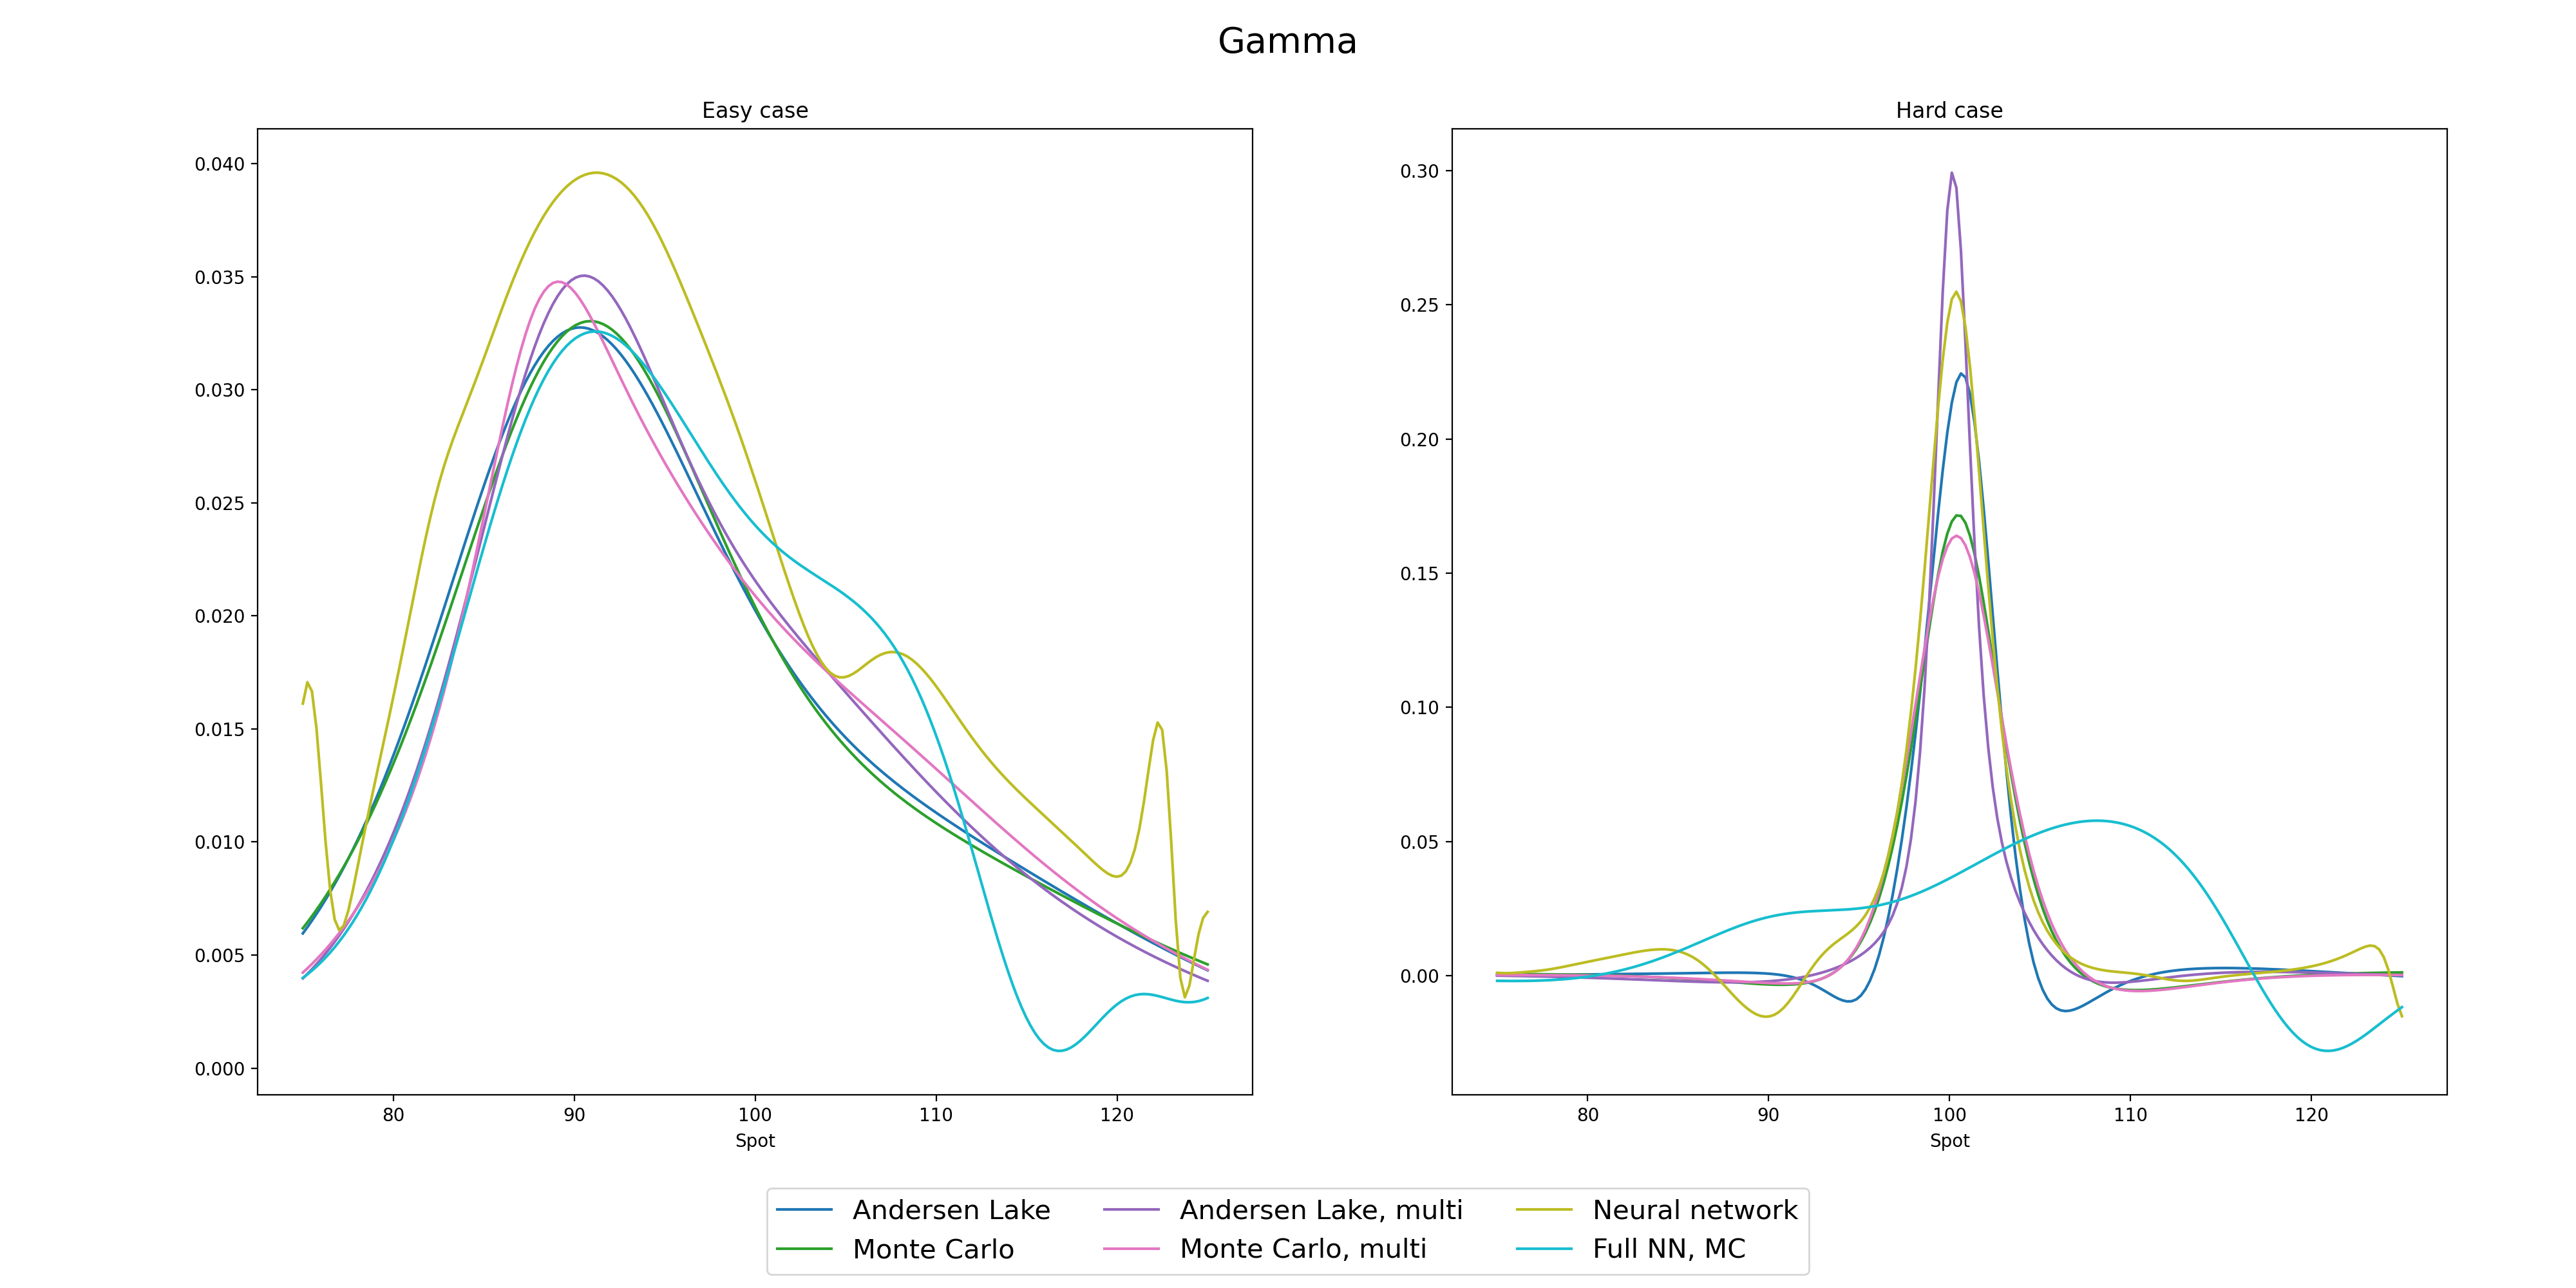 Gamma
Easy case
0.040
0.035
0.030
0.025
0.020
0.015
0.010
0.005
0.000
80 90 100 110 120
Spot
Hard case
0.30
0.25
0.20
0.15
0.10
0.05
0.00
80 90 100 110 120
Spot
Andersen Lake Andersen Lake, multi Neural network
Monte Carlo Monte Carlo, multi Full NN, MC